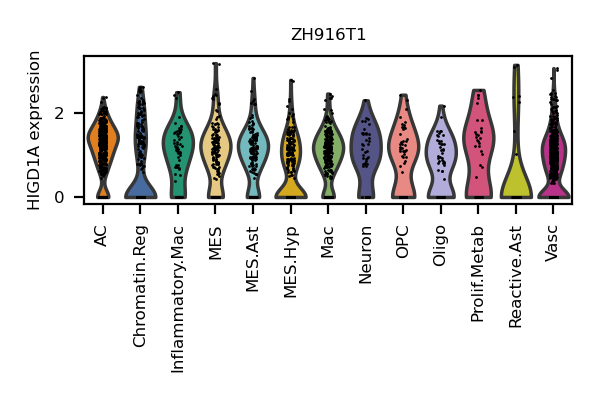 ZH916T1
HIGD1A expression
2
0
AC
Chromatin.Reg
Inflammatory.Mac
MES
MES.Ast
MES.Hyp
Mac
Neuron
OPC
Oligo
Prolif.Metab
Reactive.Ast
Vasc